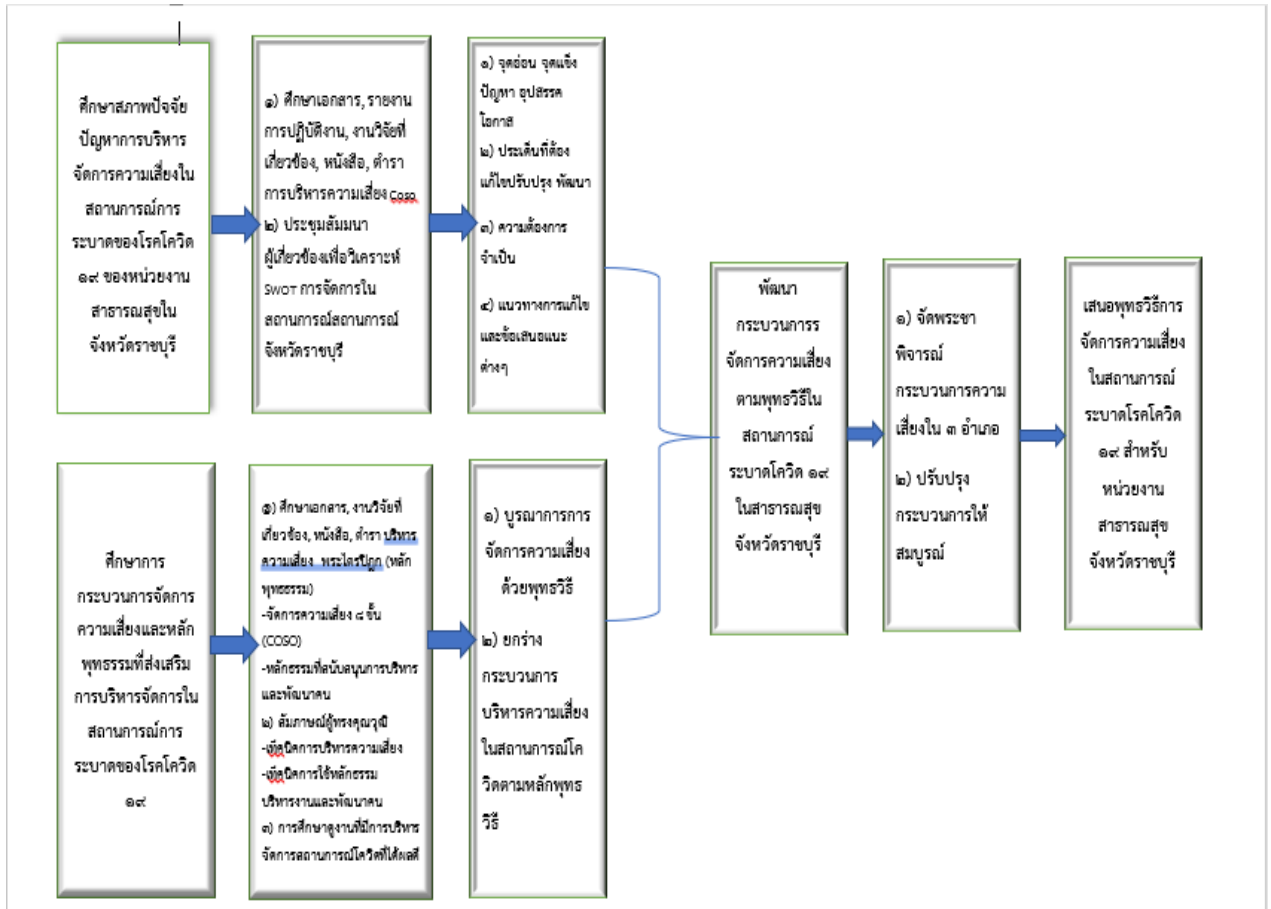 ศึกษาสภาพปัจจัย
ปัญหาการบริหาร
จัดการความเสี่ยงใน
สถานการณ์การ
ระบาดของโรคโควิด
๑๙ ของหน่วยงาน
สาธารณสุขใน
จังหวัดราชบุรี
๑) ศึกษาเอกสาร, รายงาน
การปฏิบัติงาน, งานวิจัยที่
เกี่ยวข้อง, หนังสือ, ตำรา
การบริหารความเสี่ยง Coso
๒) ประชุมสัมมนา
ผู้เกี่ยวข้องเพื่อวิเคราะห์
SWOT การจัดการใน
สถานการณ์สถานการณ์
จังหวัดราชบุรี
๑) จุดอ่อน จุดแข็ง
ปัญหา อุปสรรค
โอกาส
๒) ประเด็นที่ต้อง
แก้ไขปรับปรุง พัฒนา
๓) ความต้องการ
จำเป็น
๔) แนวทางการแก้ไข
และข้อเสนอแนะ
ต่างๆ
ศึกษาการ
กระบวนการจัดการ
ความเสี่ยงและหลัก
พุทธธรรมที่ส่งเสริม
การบริหารจัดการใน
สถานการณ์การ
ระบาดของโรคโควิด
๑๙
๑) ศึกษาเอกสาร, งานวิจัยที่
เกี่ยวข้อง, หนังสือ, ตำรา บริหาร
ความเสี่ยง พระไตรปิฎก (หลัก
พุทธธรรม)
-จัดการความเสี่ยง ๘ ขั้น
(COSO)
-หลักธรรมที่สนับสนุนการบริหาร
และพัฒนาคน
๒) สัมภาษณ์ผู้ทรงคุณวุฒิ
-เทีคนิคการบริหารความเสี่ยง
-เทีคนิคการใช้หลักธรรม
บริหารงานและพัฒนาคน
๓) การศึกษาดูงานที่มีการบริหาร
จัดการสถานการณ์โควิดที่ได้ผลดี
๑) บูรณาการการ
จัดการความเสี่ยง
ด้วยพุทธวิธี
๒) ยกร่าง
กระบวนการ
บริหารความเสี่ยง
ในสถานการณ์โค
วิดตามหลักพุทธ
วิธี
พัฒนา
กระบวนการร
จัดการความเสี่ยง
ตามพุทธวิธีใน
สถานการณ์
ระบาดโควิด ๑๙
ในสาธารณสุข
จังหวัดราชบุรี
๑) จัดพระชา
พิจารณ์
กระบวนการความ
เสี่ยงใน ๓ อำเภอ
๒) ปรับปรุง
กระบวนการให้
สมบูรณ์
เสนอพุทธวิธีการ
จัดการความเสี่ยง
ในสถานการณ์
ระบาดโรคโควิด
๑๙ สำหรับ
หน่วยงาน
สาธารณสุข
จังหวัดราชบุรี